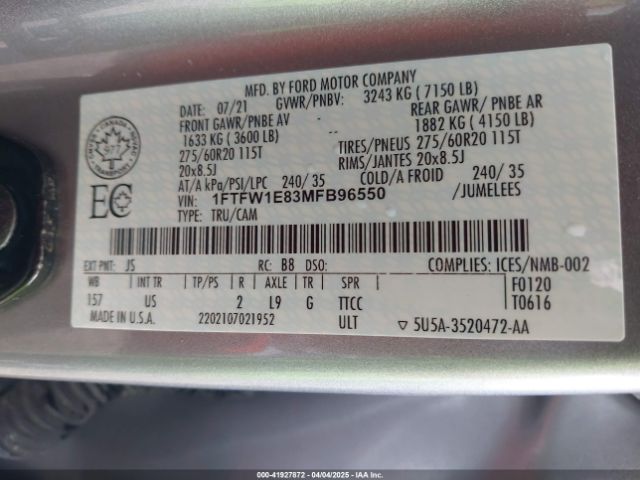 MFD. BY FORD MOTOR COMPANY
DATE: 07/21 GVWR/PNBV: 3243 KG ( 7150 LB)
FRONT GAWR/PNBE AV REAR GAWR/ PNBE AR
1633 KG ( 3600 LB) 1882 KG ( 4150 LB)
275/60R20 115T TIRES/PNEUS 275/60R20 115T
20x8.5J RIMS/JANTES 20x8.5J
AT/A kPa/PSI/LPC 240/ 35 COLD/A FROID 240/ 35
VIN: 1FTFW1E83MFB96550 /JUMELEES
TYPE: TRU/CAM
EC
EXT PNT: JS RC: B8 DSO: COMPLIES: ICES/NMB-002
WB INT TR TP/PS R AXLE TR SPR F0120
157 US 2 L9 G TTCC T0616
MADE IN U.S.A. 2202107021952 ULT 5U5A-3520472-AA
00-41927872 - 04/04/2025 - IAAI.COM